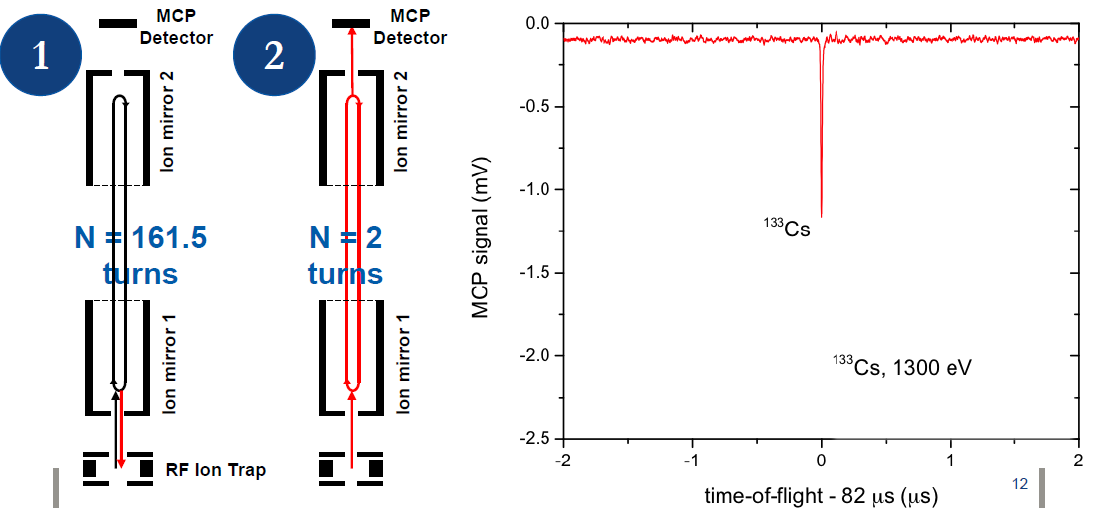 1
MCP
Detector
Ion mirror 2
N = 161.5
turns
Ion mirror 1
RF Ion Trap
2
MCP
Detector
Ion mirror 2
N = 2
turns
Ion mirror 1
MCP signal (mV)
0.0
-0.5
-1.0
-1.5
-2.0
-2.5
¹³³Cs
¹³³Cs, 1300 eV
-2 -1 0 1 2
time-of-flight - 82 μs (μs)
12